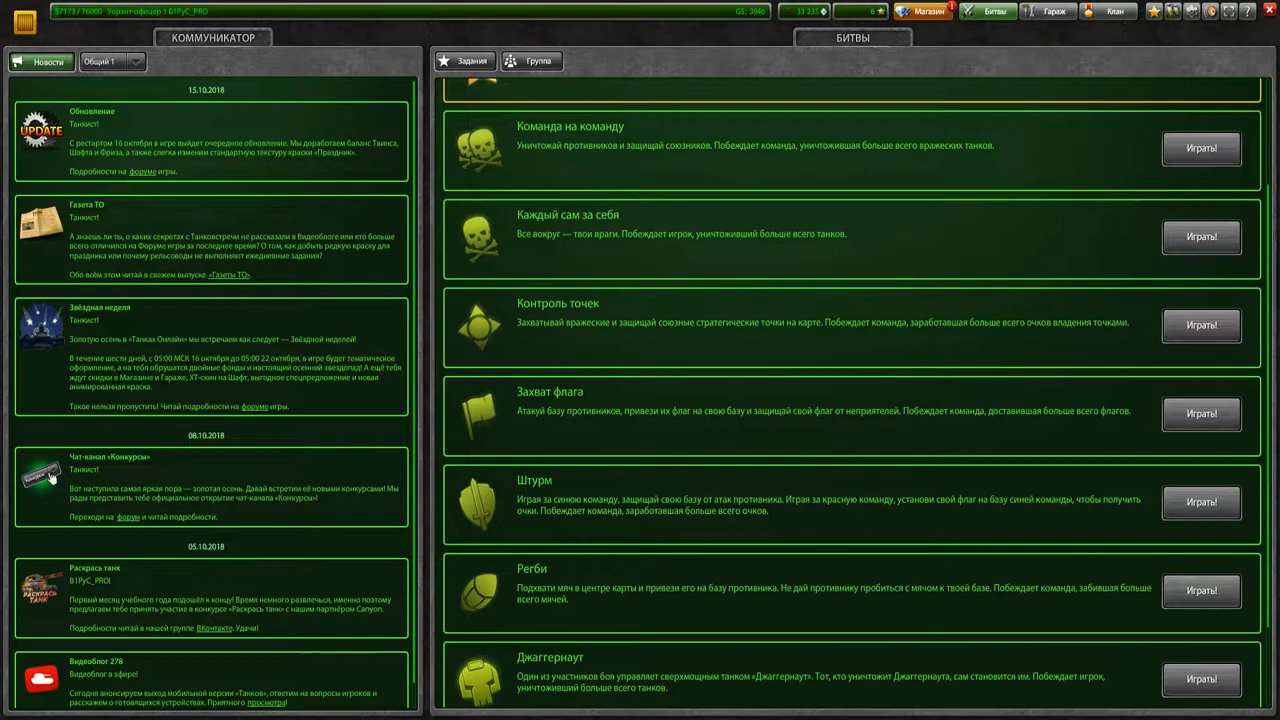 57173 / 76000 Уорэнт-офицер 1 B1PyC_PRO
GS: 3946
33 235
6
Магазин
Битвы
Гараж
Клан
?
КОММУНИКАТОР
БИТВЫ
Новости
Общий 1
Задания
Группа
15.10.2018
UPDATE
Обновление
Танкист!
С рестартом 16 октября в игре выйдет очередное обновление. Мы доработаем баланс Твинса,
Шафта и Фриза, а также слегка изменим стандартную текстуру краски «Праздник».
Подробности на форуме игры.
Газета ТО
Танкист!
А знаешь ли ты, о каких секретах с Танковстречи не рассказали в Видеоблоге или кто больше
всего отличился на Форуме игры за последнее время? О том, как добыть редкую краску для
праздника или почему рельсоводы не выполняют ежедневные задания?
Обо всём этом читай в свежем выпуске «Газеты ТО».
Звёздная неделя
Танкист!
Золотую осень в «Танках Онлайн» мы встречаем как следует — Звёздной неделей!
В течение шести дней, с 05:00 МСК 16 октября до 05:00 22 октября, в игре будет тематическое
оформление, а на тебя обрушатся двойные фонды и настоящий осенний звездопад! А ещё тебя
ждут скидки в Магазине и Гараже, ХТ-скин на Шафт, выгодное спецпредложение и новая
анимированная краска.
Такое нельзя пропустить! Читай подробности на форуме игры.
08.10.2018
Чат-канал «Конкурсы»
Танкист!
Вот наступила самая яркая пора — золотая осень. Давай встретим её новыми конкурсами! Мы
рады представить тебе официальное открытие чат-канала «Конкурсы»!
Переходи на форум и читай подробности.
05.10.2018
РАСКРАСЬ
ТАНК
Раскрась танк
B1PyC_PRO!
Первый месяц учебного года подошёл к концу! Время немного развлечься, именно поэтому
предлагаем тебе принять участие в конкурсе «Раскрась танк» с нашим партнёром Canyon.
Подробности читай в нашей группе ВКонтакте. Удачи!
Видеоблог 278
Видеоблог в эфире!
Сегодня анонсируем выход мобильной версии «Танков», ответим на вопросы игроков и
расскажем о готовящихся устройствах. Приятного просмотра!
Команда на команду
Уничтожай противников и защищай союзников. Побеждает команда, уничтожившая больше всего вражеских танков.
Играть!
Каждый сам за себя
Все вокруг — твои враги. Побеждает игрок, уничтоживший больше всего танков.
Играть!
Контроль точек
Захватывай вражеские и защищай союзные стратегические точки на карте. Побеждает команда, заработавшая больше всего очков владения точками.
Играть!
Захват флага
Атакуй базу противников, привези их флаг на свою базу и защищай свой флаг от неприятелей. Побеждает команда, доставившая больше всего флагов.
Играть!
Штурм
Играя за синюю команду, защищай свою базу от атак противника. Играя за красную команду, установи свой флаг на базу синей команды, чтобы получить
очки. Побеждает команда, заработавшая больше всего очков.
Играть!
Регби
Подхвати мяч в центре карты и привези его на базу противника. Не дай противнику пробиться с мячом к твоей базе. Побеждает команда, забившая больше
всего мячей.
Играть!
Джаггернаут
Один из участников боя управляет сверхмощным танком «Джаггернаут». Тот, кто уничтожит Джаггернаута, сам становится им. Побеждает игрок,
уничтоживший больше всего танков.
Играть!